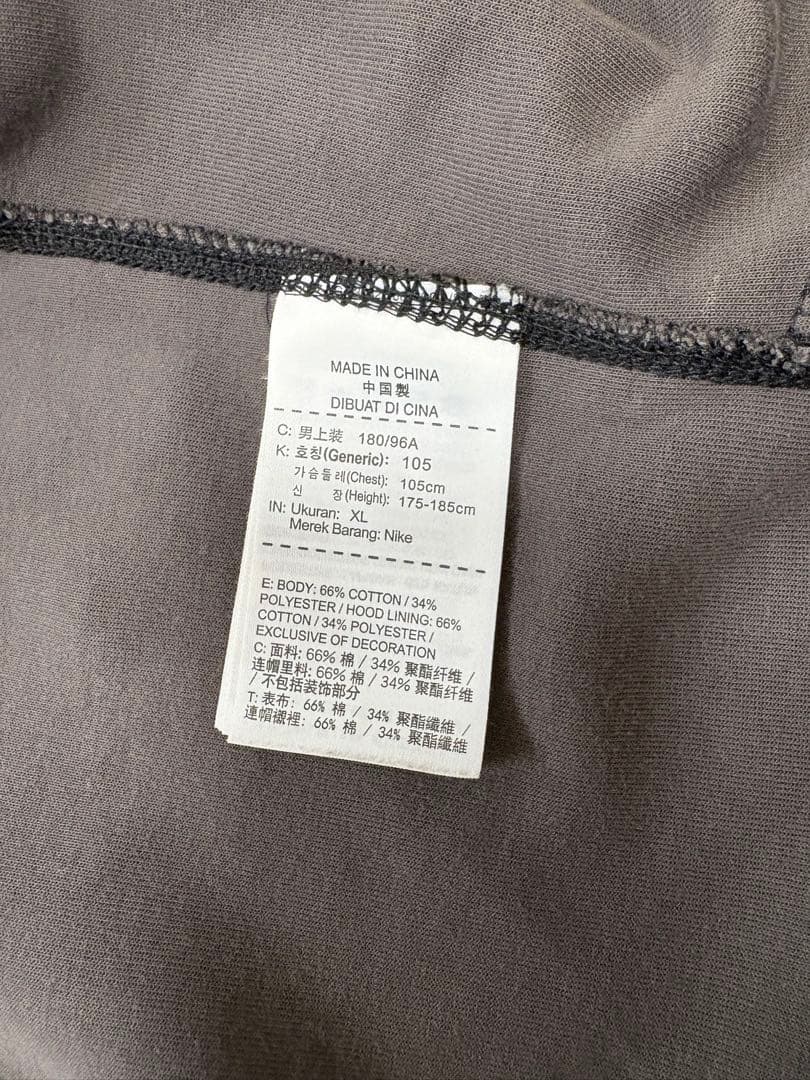 MADE IN CHINA
中国製
DIBUAT DI CINA
C: 男上装 180/96A
K: 호칭(Generic): 105
가슴둘레(Chest): 105cm
신 장(Height): 175-185cm
IN: Ukuran: XL
Merek Barang: Nike
E: BODY: 66% COTTON / 34%
POLYESTER / HOOD LINING: 66%
COTTON / 34% POLYESTER /
EXCLUSIVE OF DECORATION
C: 面料: 66% 棉 / 34% 聚酯纤维 /
连帽里料: 66% 棉 / 34% 聚酯纤维
/ 不包括装饰部分
T: 表布: 66% 棉 / 34% 聚酯纖維 /
連帽襯裡: 66% 棉 / 34% 聚酯纖維